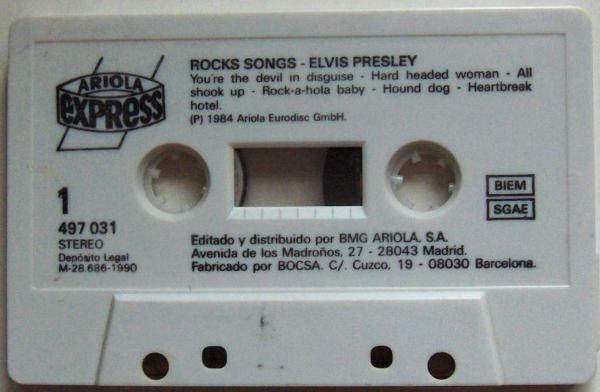 ROCKS SONGS - ELVIS PRESLEY
You're the devil in disguise - Hard headed woman - All
shook up - Rock-a-hola baby - Hound dog - Heartbreak
hotel.
(P) 1984 Ariola Eurodisc GmbH.
ARIOLA
EXPRESS
1
497 031
STEREO
Depósito Legal
M-28.686-1990
BIEM
SGAE
Editado y distribuido por BMG ARIOLA, S.A.
Avenida de los Madroños, 27 - 28043 Madrid.
Fabricado por BOCSA. C/. Cuzco, 19 - 08030 Barcelona.